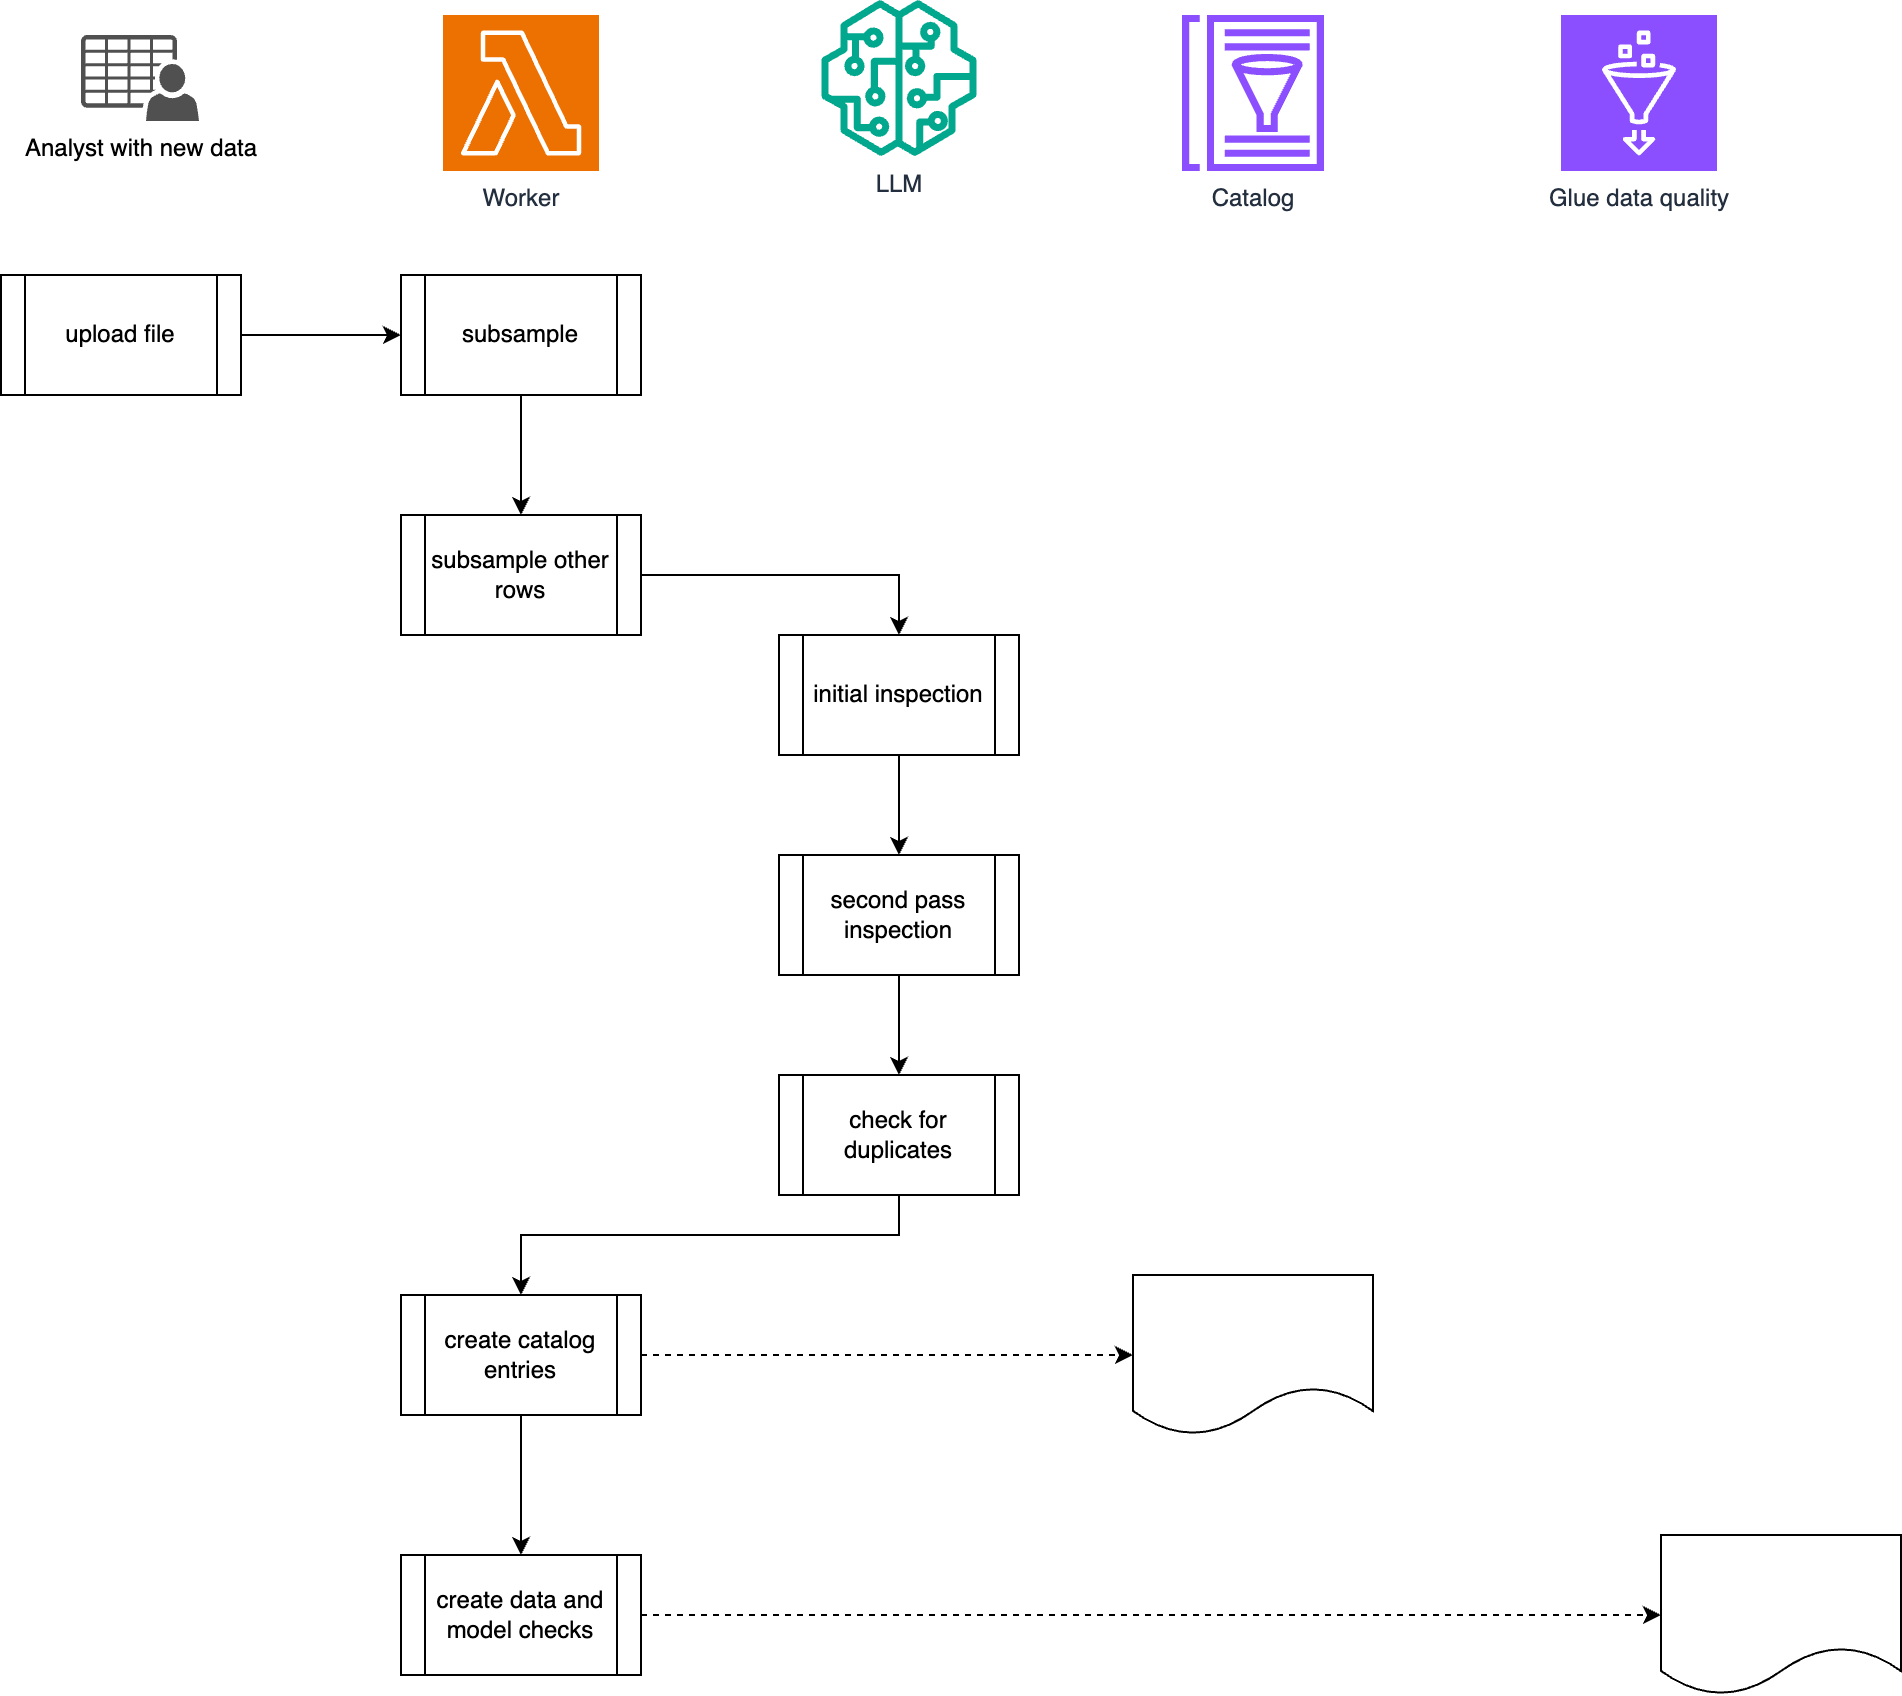 Analyst with new data
Worker
LLM
Catalog
Glue data quality
upload file
subsample
subsample other
rows
initial inspection
second pass
inspection
check for
duplicates
create catalog
entries
create data and
model checks